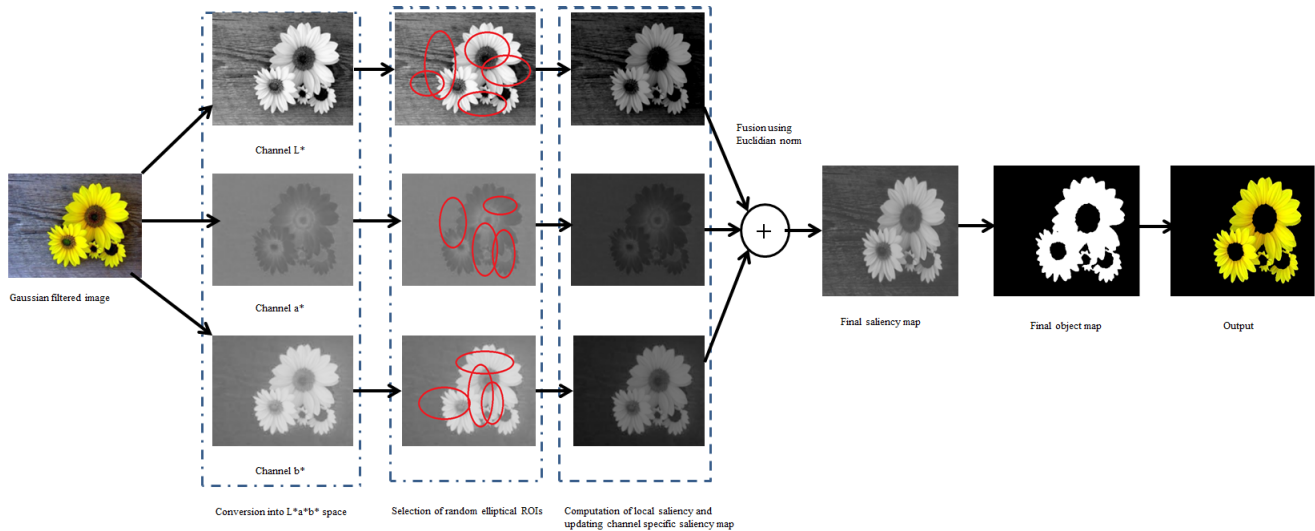 Gaussian filtered image
Channel L*
Channel a*
Channel b*
Conversion into L*a*b* space
Selection of random elliptical ROIs
Computation of local saliency and
updating channel specific saliency map
Fusion using
Euclidian norm
+
Final saliency map
Final object map
Output